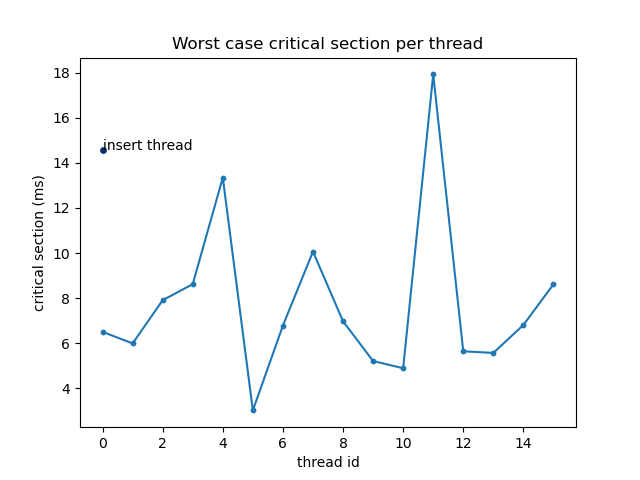 Worst case critical section per thread
18
16
14
12
10
8
6
4
critical section (ms)
insert thread
0 2 4 6 8 10 12 14
thread id